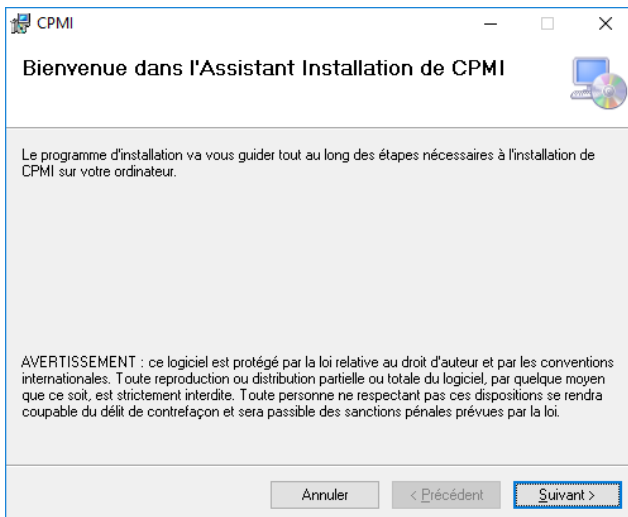 CPMI
Bienvenue dans l'Assistant Installation de CPMI
Le programme d'installation va vous guider tout au long des étapes nécessaires à l'installation de
CPMI sur votre ordinateur.
AVERTISSEMENT : ce logiciel est protégé par la loi relative au droit d'auteur et par les conventions
internationales. Toute reproduction ou distribution partielle ou totale du logiciel, par quelque moyen
que ce soit, est strictement interdite. Toute personne ne respectant pas ces dispositions se rendra
coupable du délit de contrefaçon et sera passible des sanctions pénales prévues par la loi.
Annuler < Précédent Suivant >